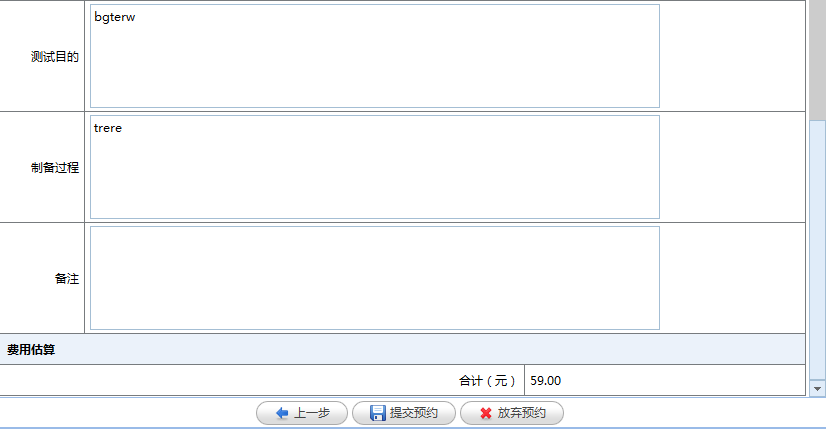 测试目的
bgterw
制备过程
trere
备注
费用估算
合计（元） 59.00
上一步 提交预约 放弃预约